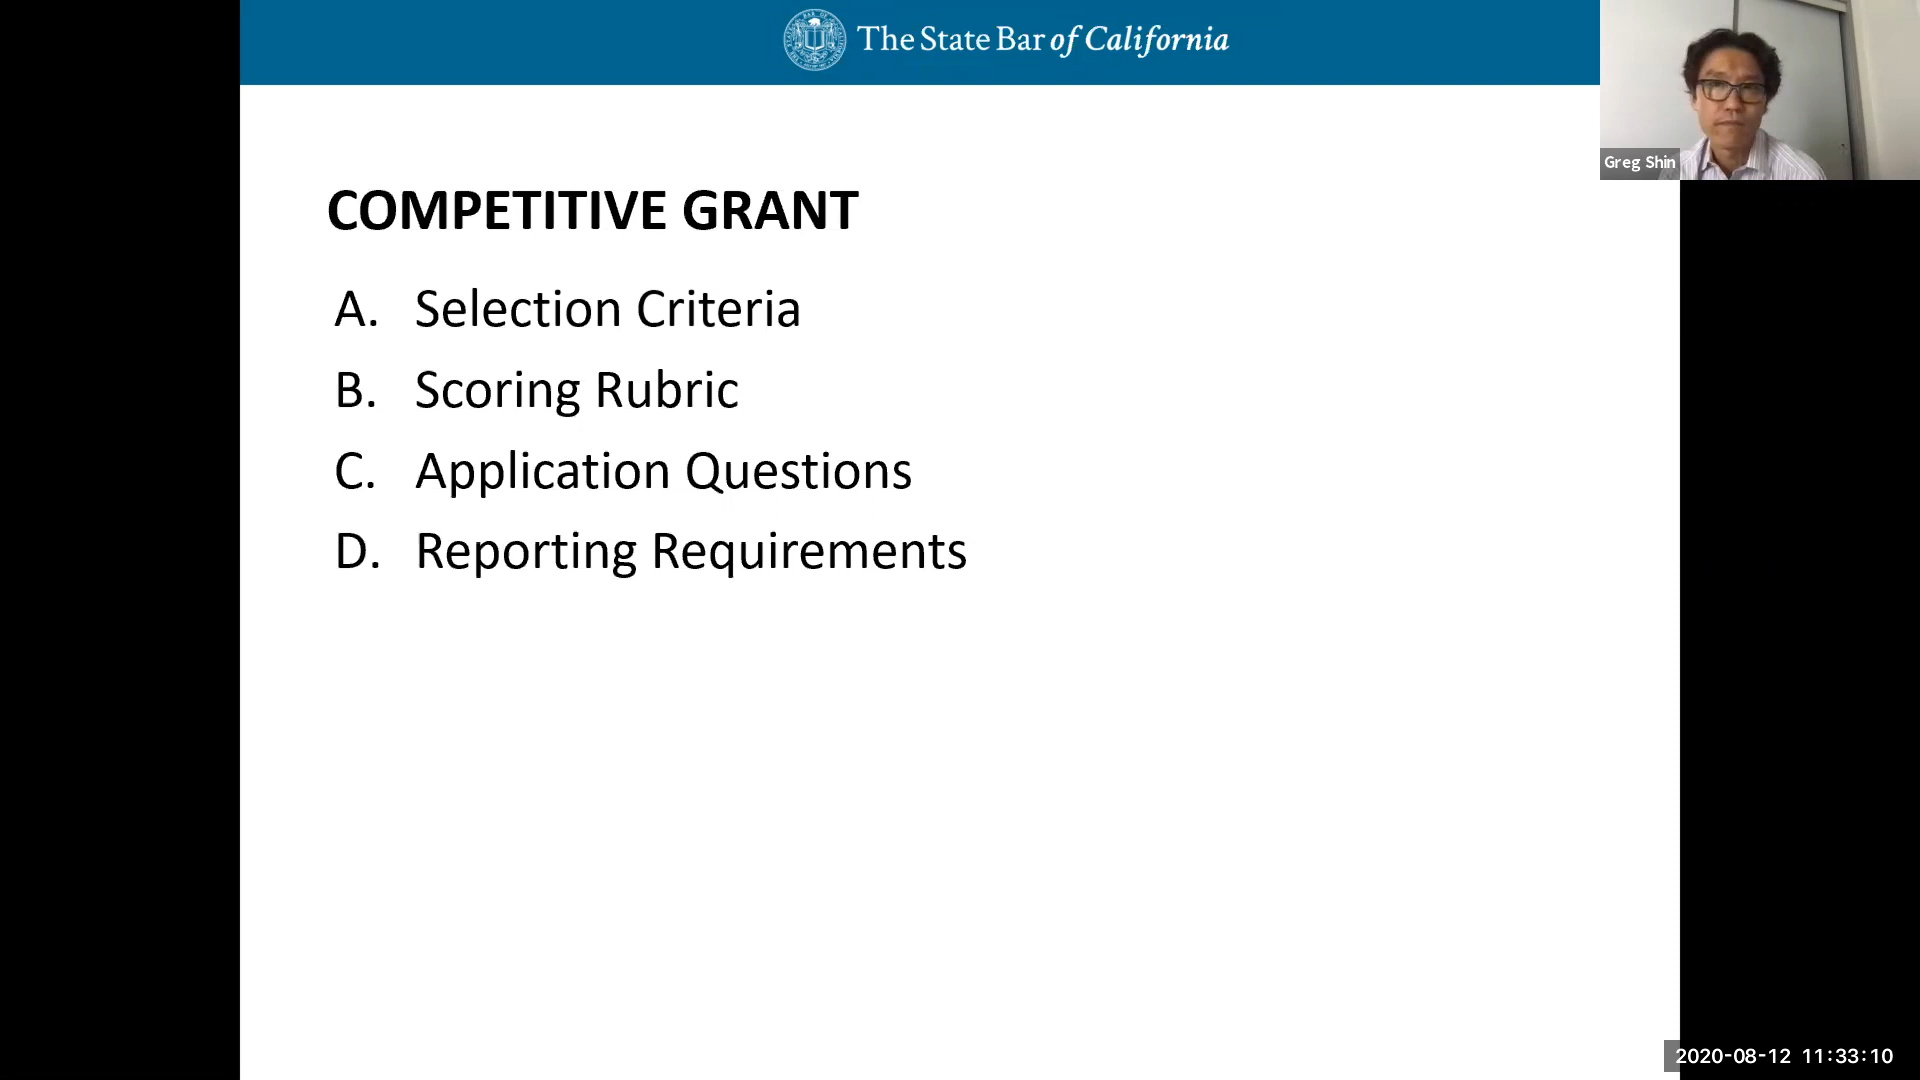 The State Bar of California
Greg Shin
COMPETITIVE GRANT
A. Selection Criteria
B. Scoring Rubric
C. Application Questions
D. Reporting Requirements
2020-08-12 11:33:10